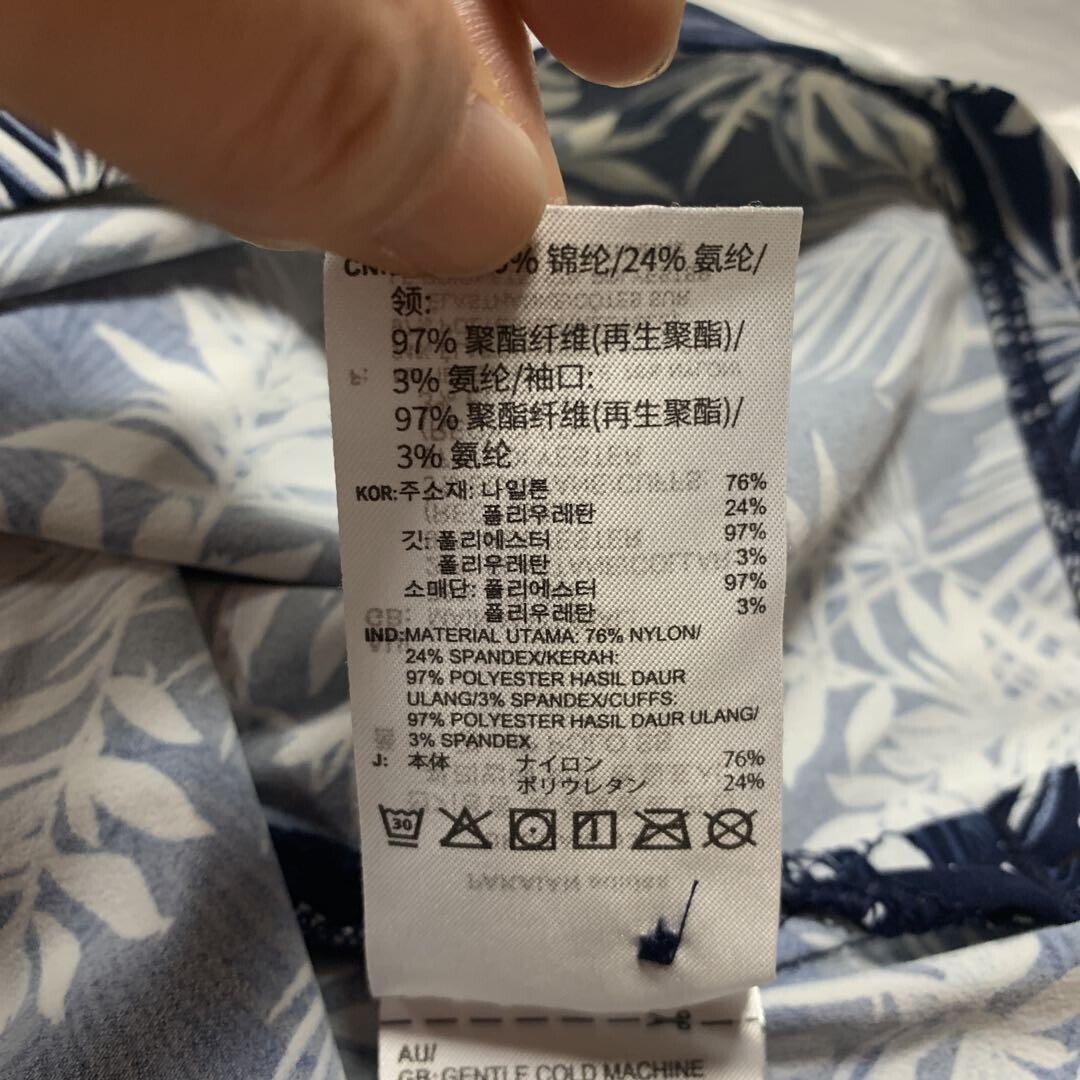 CN: % 锦纶/24% 氨纶/
领:
97% 聚酯纤维(再生聚酯)/
3% 氨纶/袖口:
97% 聚酯纤维(再生聚酯)/
3% 氨纶
KOR:주소재: 나일론 76%
폴리우레탄 24%
깃: 폴리에스터 97%
폴리우레탄 3%
소매단: 폴리에스터 97%
폴리우레탄 3%
IND:MATERIAL UTAMA: 76% NYLON/
24% SPANDEX/KERAH:
97% POLYESTER HASIL DAUR
ULANG/3% SPANDEX/CUFFS:
97% POLYESTER HASIL DAUR ULANG/
3% SPANDEX
J: 本体 ナイロン 76%
ポリウレタン 24%
30
AU/
GB:GENTLE COLD MACHINE